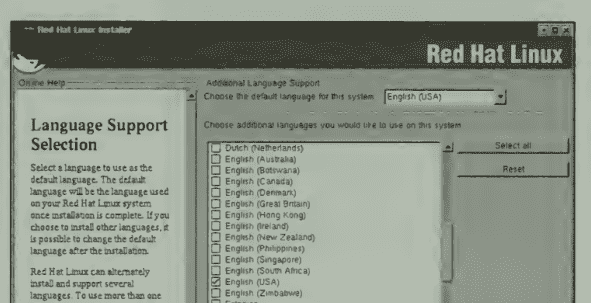 Red Hat Linux Installer
Red Hat Linux
Online Help
Additional Language Support
Choose the default language for this system
English (USA)
Choose additional languages you would like to use on this system
Language Support
Selection
Select a language to use as the
default language. The default
language will be the language used
on your Red Hat Linux system
once installation is complete. If you
choose to install other languages, it
is possible to change the default
language after the installation.
Red Hat Linux can alternately
install and support several
languages. To use more than one
Dutch (Netherlands)
English (Australia)
English (Botswana)
English (Canada)
English (Denmark)
English (Great Britain)
English (Hong Kong)
English (Ireland)
English (New Zealand)
English (Philippines)
English (Singapore)
English (South Africa)
English (USA)
English (Zimbabwe)
Select all
Reset